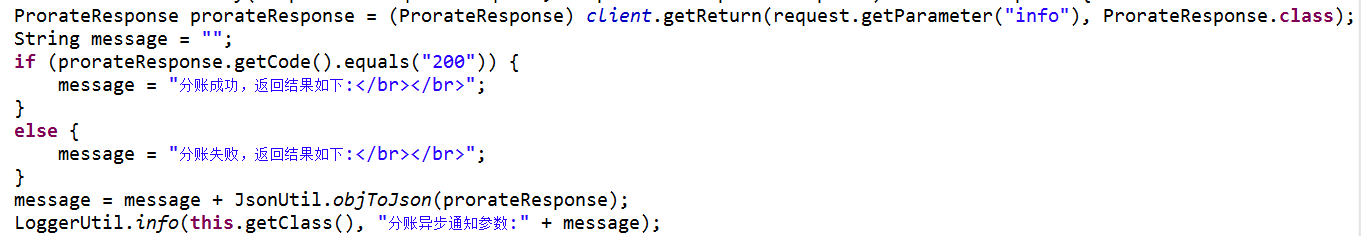 ProrateResponse prorateResponse = (ProrateResponse) client.getReturn(request.getParameter("info"), ProrateResponse.class);
String message = "";
if (prorateResponse.getCode().equals("200")) {
    message = "分账成功，返回结果如下:</br></br>";
}
else {
    message = "分账失败，返回结果如下:</br></br>";
}
message = message + JsonUtil.objToJson(prorateResponse);
LoggerUtil.info(this.getClass(), "分账异步通知参数:" + message);